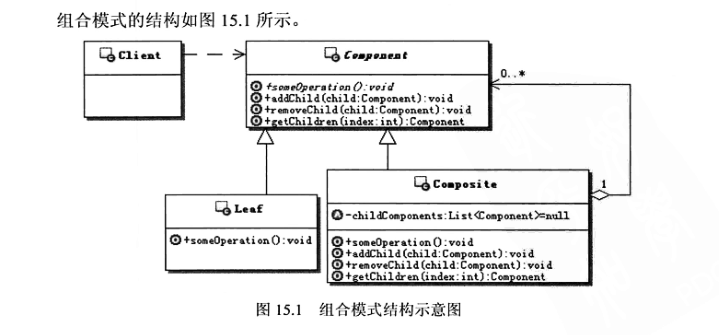 组合模式的结构如图 15.1 所示。
Client
Component
+someOperation():void
+addChild(child:Component):void
+removeChild(child:Component):void
+getChildren(index:int):Component
0..*
Leaf
+someOperation():void
Composite
1
-childComponents:List<Component>=null
+someOperation():void
+addChild(child:Component):void
+removeChild(child:Component):void
+getChildren(index:int):Component
图 15.1 组合模式结构示意图